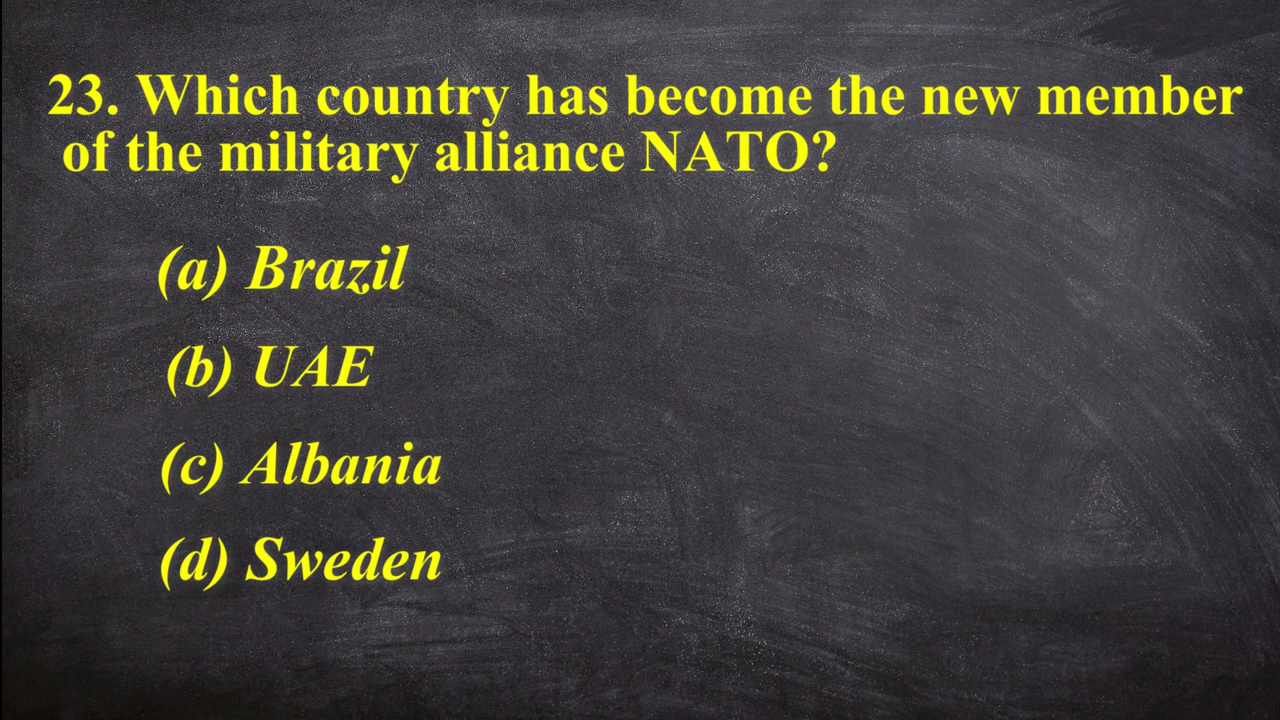 23. Which country has become the new member
of the military alliance NATO?
(a) Brazil
(b) UAE
(c) Albania
(d) Sweden